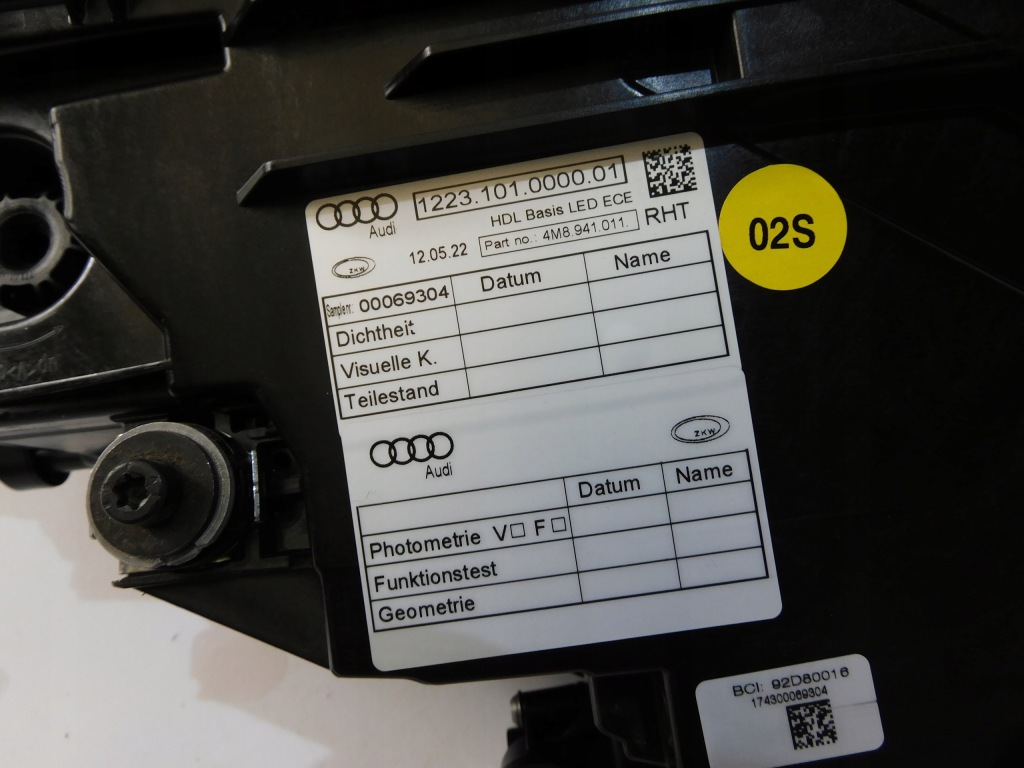 1223.101.0000.01
Audi
HDL Basis LED ECE
12.05.22
Part no.: 4M8.941.011.
RHT
ZKW
Samplenr: 00069304 Datum Name
Dichtheit
Visuelle K.
Teilestand
Audi
ZKW
Datum Name
Photometrie V□ F□
Funktionstest
Geometrie
02S
BCI: 92D60016
174300069304